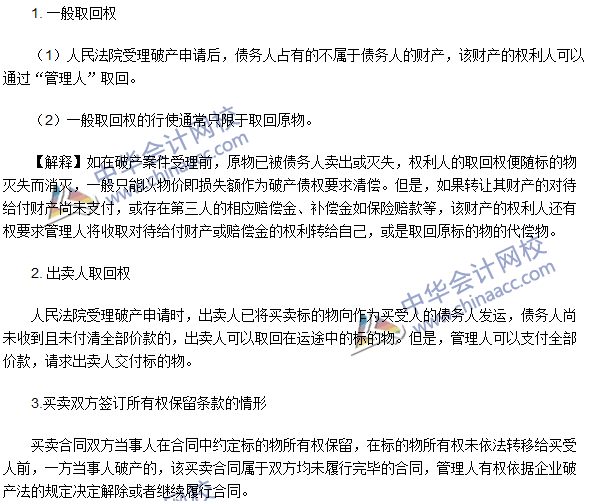 1. 一般取回权
（1）人民法院受理破产申请后，债务人占有的不属于债务人的财产，该财产的权利人可以
通过“管理人”取回。
（2）一般取回权的行使通常只限于取回原物。
【解释】如在破产案件受理前，原物已被债务人卖出或灭失，权利人的取回权便随标的物
灭失而消灭，一般只能以物价即损失额作为破产债权要求清偿。但是，如果转让其财产的对待
给付财产尚未支付，或存在第三人的相应赔偿金、补偿金如保险赔款等，该财产的权利人还有
权要求管理人将收取对待给付财产或赔偿金的权利转给自己，或是取回原标的物的代偿物。
2. 出卖人取回权
人民法院受理破产申请时，出卖人已将买卖标的物向作为买受人的债务人发运，债务人尚
未收到且未付清全部价款的，出卖人可以取回在运途中的标的物。但是，管理人可以支付全部
价款，请求出卖人交付标的物。
3.买卖双方签订所有权保留条款的情形
买卖合同双方当事人在合同中约定标的物所有权保留，在标的物所有权未依法转移给买受
人前，一方当事人破产的，该买卖合同属于双方均未履行完毕的合同，管理人有权依据企业破
产法的规定决定解除或者继续履行合同。
中华会计网校
www.chinaacc.com
中华会计网校
www.chinaacc.com